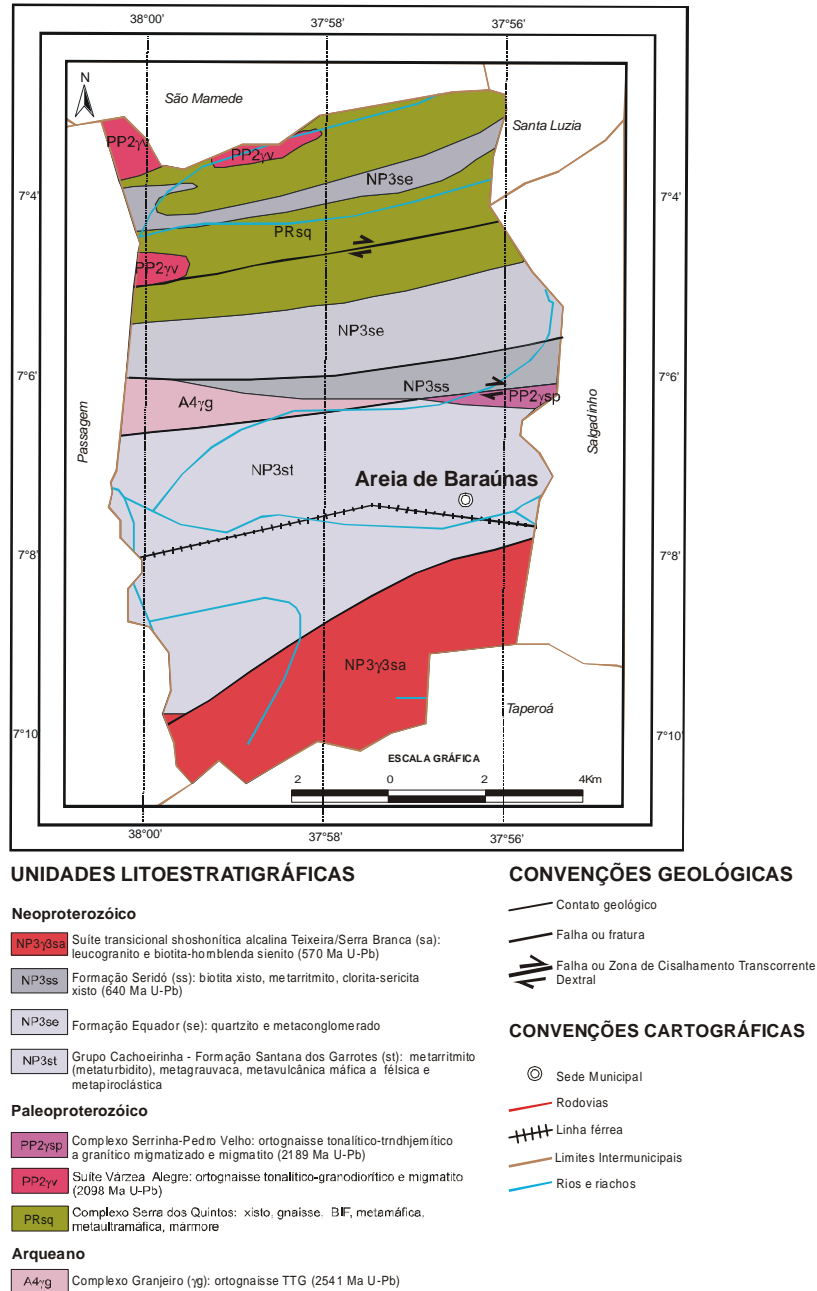 38°00’ 37°58’ 37°56’
N
São Mamede
Santa Luzia
PP2γv
PP2γv
NP3se
7°4’ 7°4’
PRsq
PP2γv
NP3se
7°6’ 7°6’
NP3ss
A4γg PP2γsp
Passagem
Salgadinho
NP3st
Areia de Baraúnas
7°8’ 7°8’
NP3γ3sa
Taperoá
7°10’ 7°10’
ESCALA GRÁFICA
2 0 2 4Km
38°00’ 37°58’ 37°56’
UNIDADES LITOESTRATIGRÁFICAS
Neoproterozóico
NP3γ3sa Suíte transicional shoshonítica alcalina Teixeira/Serra Branca (sa):
leucogranito e biotita-homblenda sienito (570 Ma U-Pb)
NP3ss Formação Seridó (ss): biotita xisto, metarritmito, clorita-sericita
xisto (640 Ma U-Pb)
NP3se Formação Equador (se): quartzito e metaconglomerado
NP3st Grupo Cachoeirinha - Formação Santana dos Garrotes (st): metarritmito
(metaturbidito), metagrauvaca, metavulcânica máfica a félsica e
metapiroclástica
Paleoproterozóico
PP2γsp Complexo Serrinha-Pedro Velho: ortognaisse tonalítico-trndhjemítico
a granítico migmatizado e migmatito (2189 Ma U-Pb)
PP2γv Suíte Várzea Alegre: ortognaisse tonalítico-granodiorítico e migmatito
(2098 Ma U-Pb)
PRsq Complexo Serra dos Quintos: xisto, gnaisse. BIF, metamáfica,
metaultramáfica, mármore
Arqueano
A4γg Complexo Granjeiro (γg): ortognaisse TTG (2541 Ma U-Pb)
CONVENÇÕES GEOLÓGICAS
Contato geológico
Falha ou fratura
Falha ou Zona de Cisalhamento Transcorrente
Dextral
CONVENÇÕES CARTOGRÁFICAS
Sede Municipal
Rodovias
Linha férrea
Limites Intermunicipais
Rios e riachos